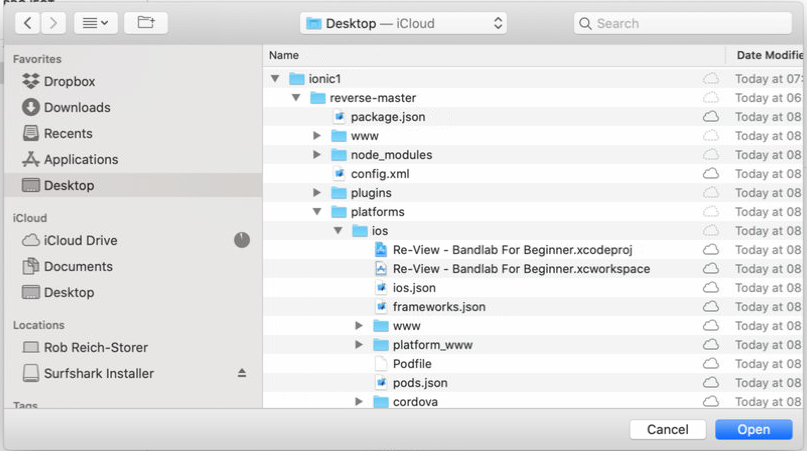 Desktop — iCloud
Search
Favorites
Dropbox
Downloads
Recents
Applications
Desktop
iCloud
iCloud Drive
Documents
Desktop
Locations
Rob Reich-Storer
Surfshark Installer
Tags
Name Date Modifie
ionic1 Today at 07:
reverse-master Today at 06
package.json Today at 08
www Today at 08
node_modules Today at 08
config.xml Today at 08
plugins Today at 08
platforms Today at 08
ios Today at 08
Re-View - Bandlab For Beginner.xcodeproj Today at 08
Re-View - Bandlab For Beginner.xcworkspace Today at 08
ios.json Today at 08
frameworks.json Today at 08
www Today at 08
platform_www Today at 08
Podfile Today at 08
pods.json Today at 08
cordova Today at 08
Cancel Open